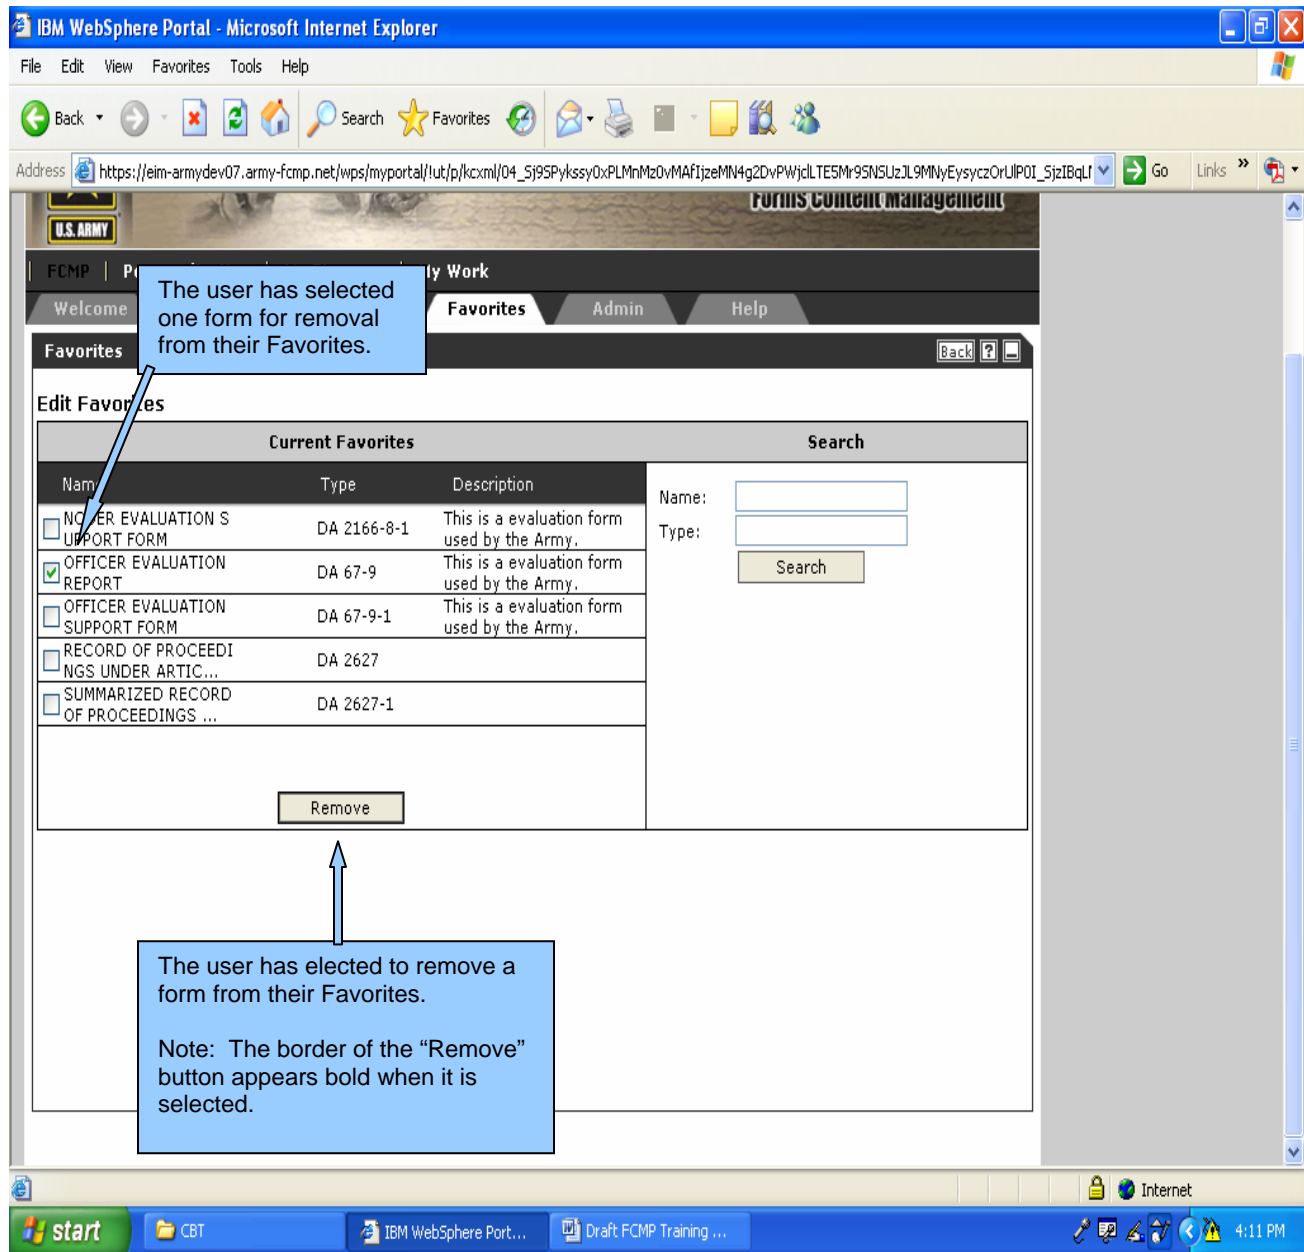 IBM WebSphere Portal - Microsoft Internet Explorer
File Edit View Favorites Tools Help
Back Search Favorites
Address https://eim-armydev07.army-fcmp.net/wps/myportal/!ut/p/kcxml/04_Sj9SPykssy0xPLMnMz0vMAfIjzeMN4g2DvPWjclLTE5Mr9SNSUzJL9MNyEysyczOrUlP0I_SjzIBqLf Go Links »
U.S. ARMY
Forms Content Management
FCMP | My Work
Welcome Favorites Admin Help
The user has selected
one form for removal
from their Favorites.
Favorites Back ? _
Edit Favorites
Current Favorites Search
Name Type Description
UPPORT FORM
EVALUATION S
DA 2166-8-1 This is a evaluation form
used by the Army.
OFFICER EVALUATION
REPORT
DA 67-9 This is a evaluation form
used by the Army.
OFFICER EVALUATION
SUPPORT FORM
DA 67-9-1 This is a evaluation form
used by the Army.
RECORD OF PROCEEDI
NGS UNDER ARTIC...
DA 2627
SUMMARIZED RECORD
OF PROCEEDINGS ...
DA 2627-1
Name:
Type:
Search
Remove
The user has elected to remove a
form from their Favorites.
Note: The border of the “Remove”
button appears bold when it is
selected.
Internet
start CBT IBM WebSphere Port... Draft FCMP Training ... 4:11 PM